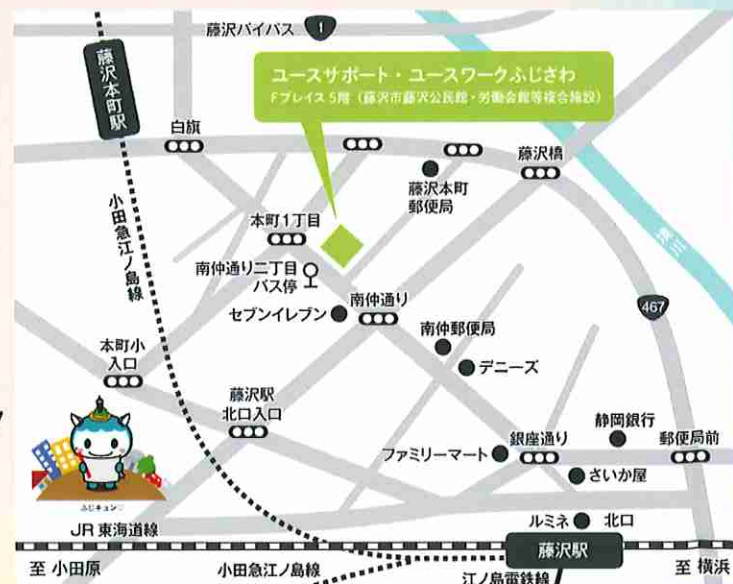 藤沢バイパス
1
藤沢本町駅
ユースサポート・ユースワークふじさわ
Fプレイス 5階（藤沢市藤沢公民館・労働会館等複合施設）
白旗
藤沢橋
藤沢本町
郵便局
小田急江ノ島線
本町1丁目
境川
南仲通り二丁目
バス停
セブンイレブン
南仲通り
467
南仲郵便局
デニーズ
本町小
入口
藤沢駅
北口入口
静岡銀行
銀座通り
郵便局前
ファミリーマート
さいか屋
ふじキュン♡
JR 東海道線
ルミネ
北口
藤沢駅
至 小田原
小田急江ノ島線
江ノ島電鉄線
至 横浜